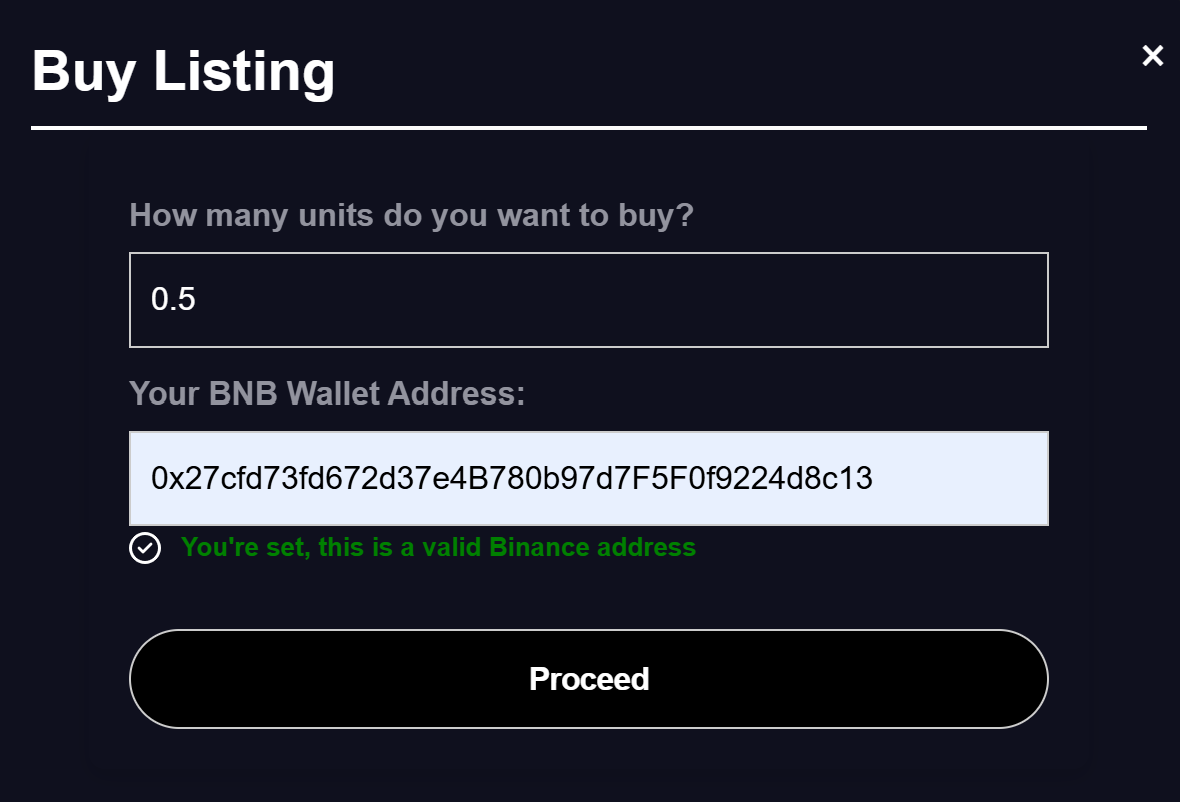 Buy Listing
How many units do you want to buy?
0.5
Your BNB Wallet Address:
0x27cfd73fd672d37e4B780b97d7F5F0f9224d8c13
You're set, this is a valid Binance address
Proceed